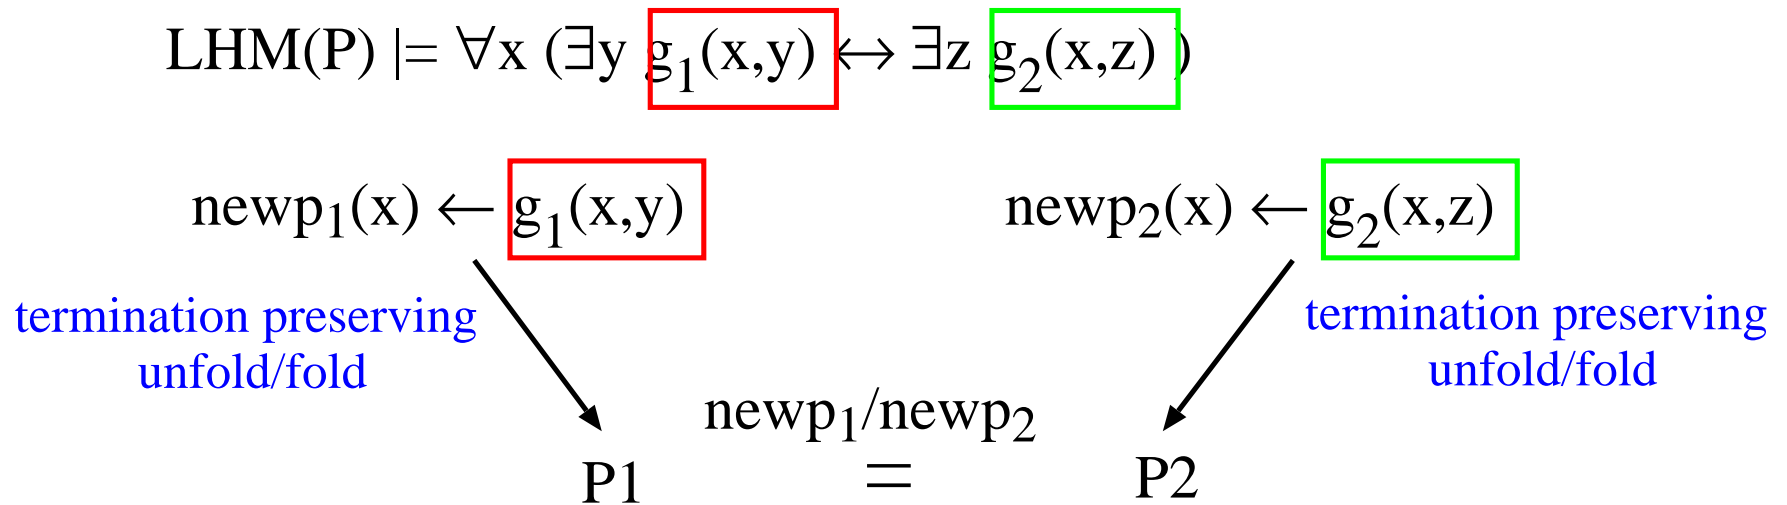 LHM(P) |= ∀x (∃y g₁(x,y) ↔ ∃z g₂(x,z) )
newp₁(x) ← g₁(x,y)
newp₂(x) ← g₂(x,z)
termination preserving
unfold/fold
termination preserving
unfold/fold
newp₁/newp₂
P1 = P2